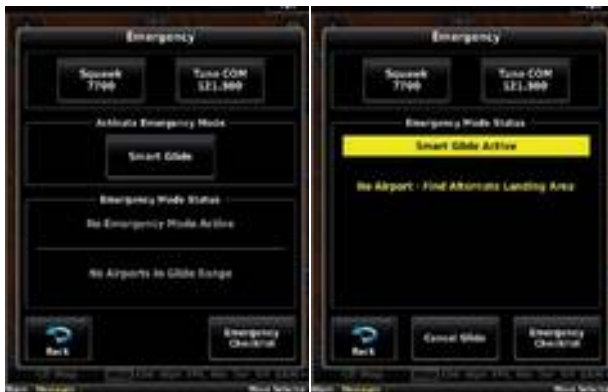 Emergency
Squawk
7700
Tune COM
121.500
Activate Emergency Mode
Smart Glide
Emergency Mode Status
No Emergency Mode Active
No Airports in Glide Range
Back
Emergency
Checklist
Emergency
Squawk
7700
Tune COM
121.500
Emergency Mode Status
Smart Glide Active
No Airport - Find Alternate Landing Area
Back
Cancel Glide
Emergency
Checklist